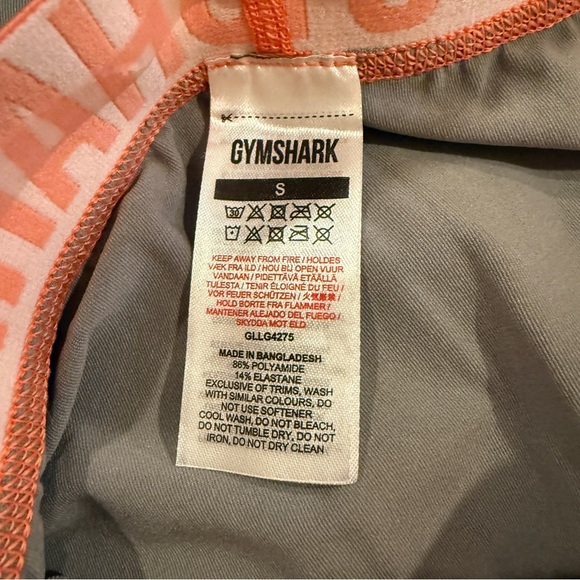 GYMSHARK
S
30
KEEP AWAY FROM FIRE / HOLDES
VÆK FRA ILD / HOU BIJ OPEN VUUR
VANDAAN / PIDETTÄVÄ ETÄÄLLÄ
TULESTA / TENIR ÉLOIGNÉ DU FEU /
VOR FEUER SCHÜTZEN / 火気厳禁 /
HOLD BORTE FRA FLAMMER /
MANTENER ALEJADO DEL FUEGO /
SKYDDA MOT ELD
GLLG4275
MADE IN BANGLADESH
86% POLYAMIDE
14% ELASTANE
EXCLUSIVE OF TRIMS, WASH
WITH SIMILAR COLOURS, DO
NOT USE SOFTENER
COOL WASH, DO NOT BLEACH,
DO NOT TUMBLE DRY, DO NOT
IRON, DO NOT DRY CLEAN